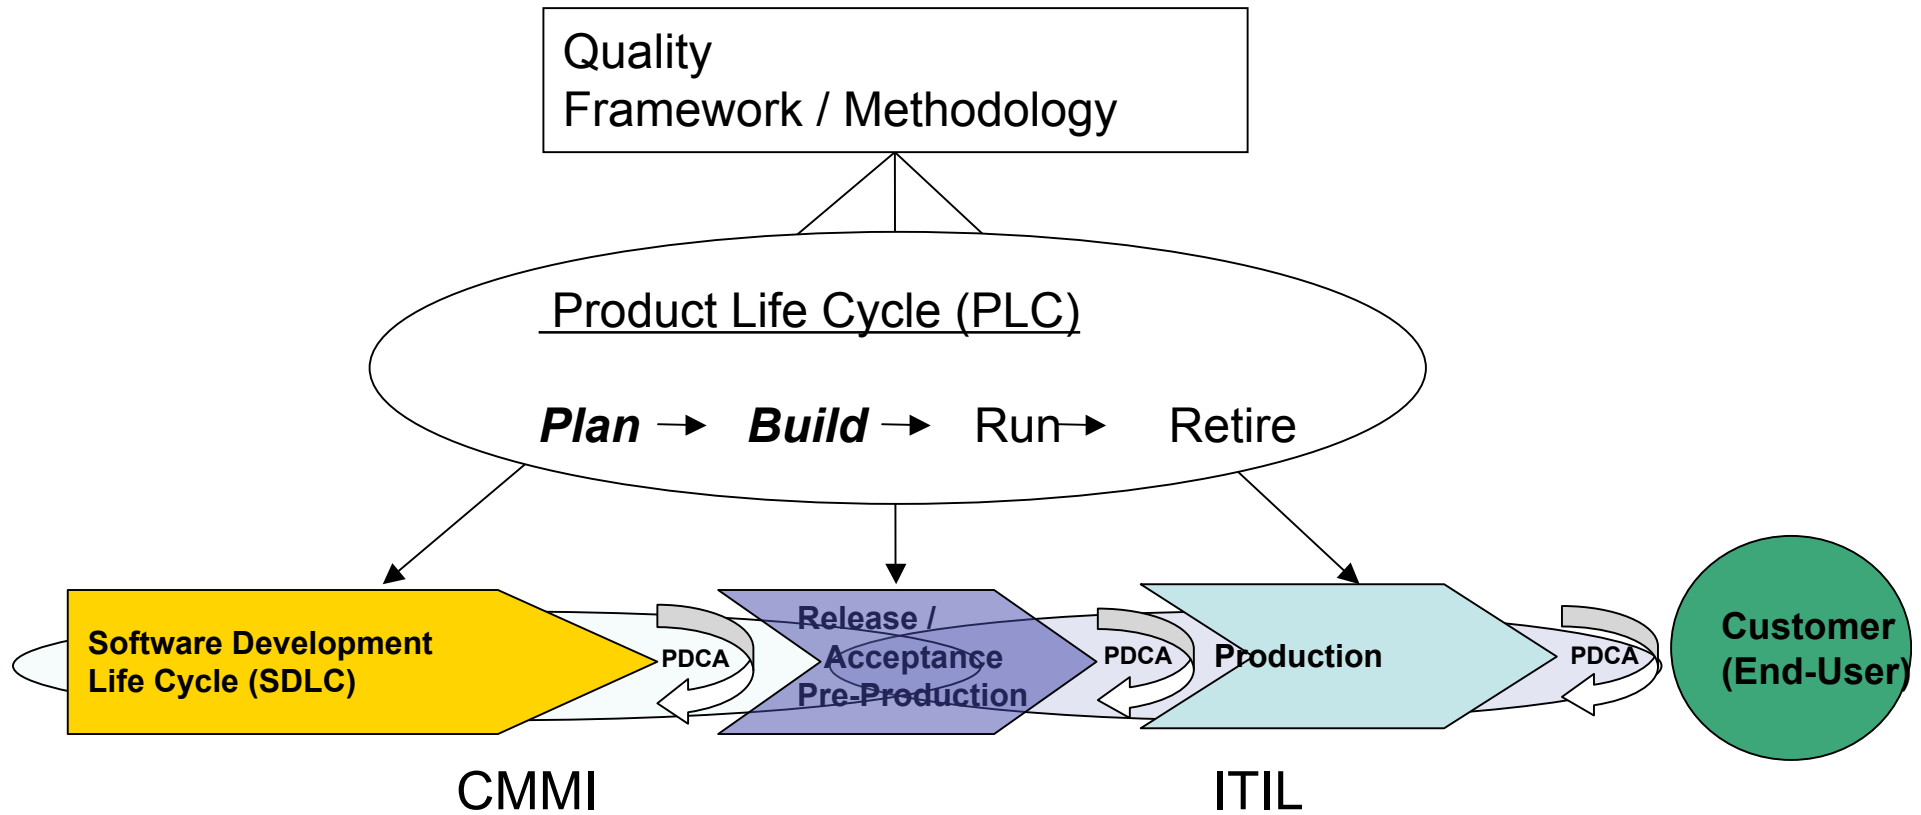 Quality
Framework / Methodology
Product Life Cycle (PLC)
Plan Build Run Retire
Software Development
Life Cycle (SDLC)
PDCA
Release /
Acceptance
Pre-Production
PDCA
Production
PDCA
Customer
(End-User)
CMMI
ITIL